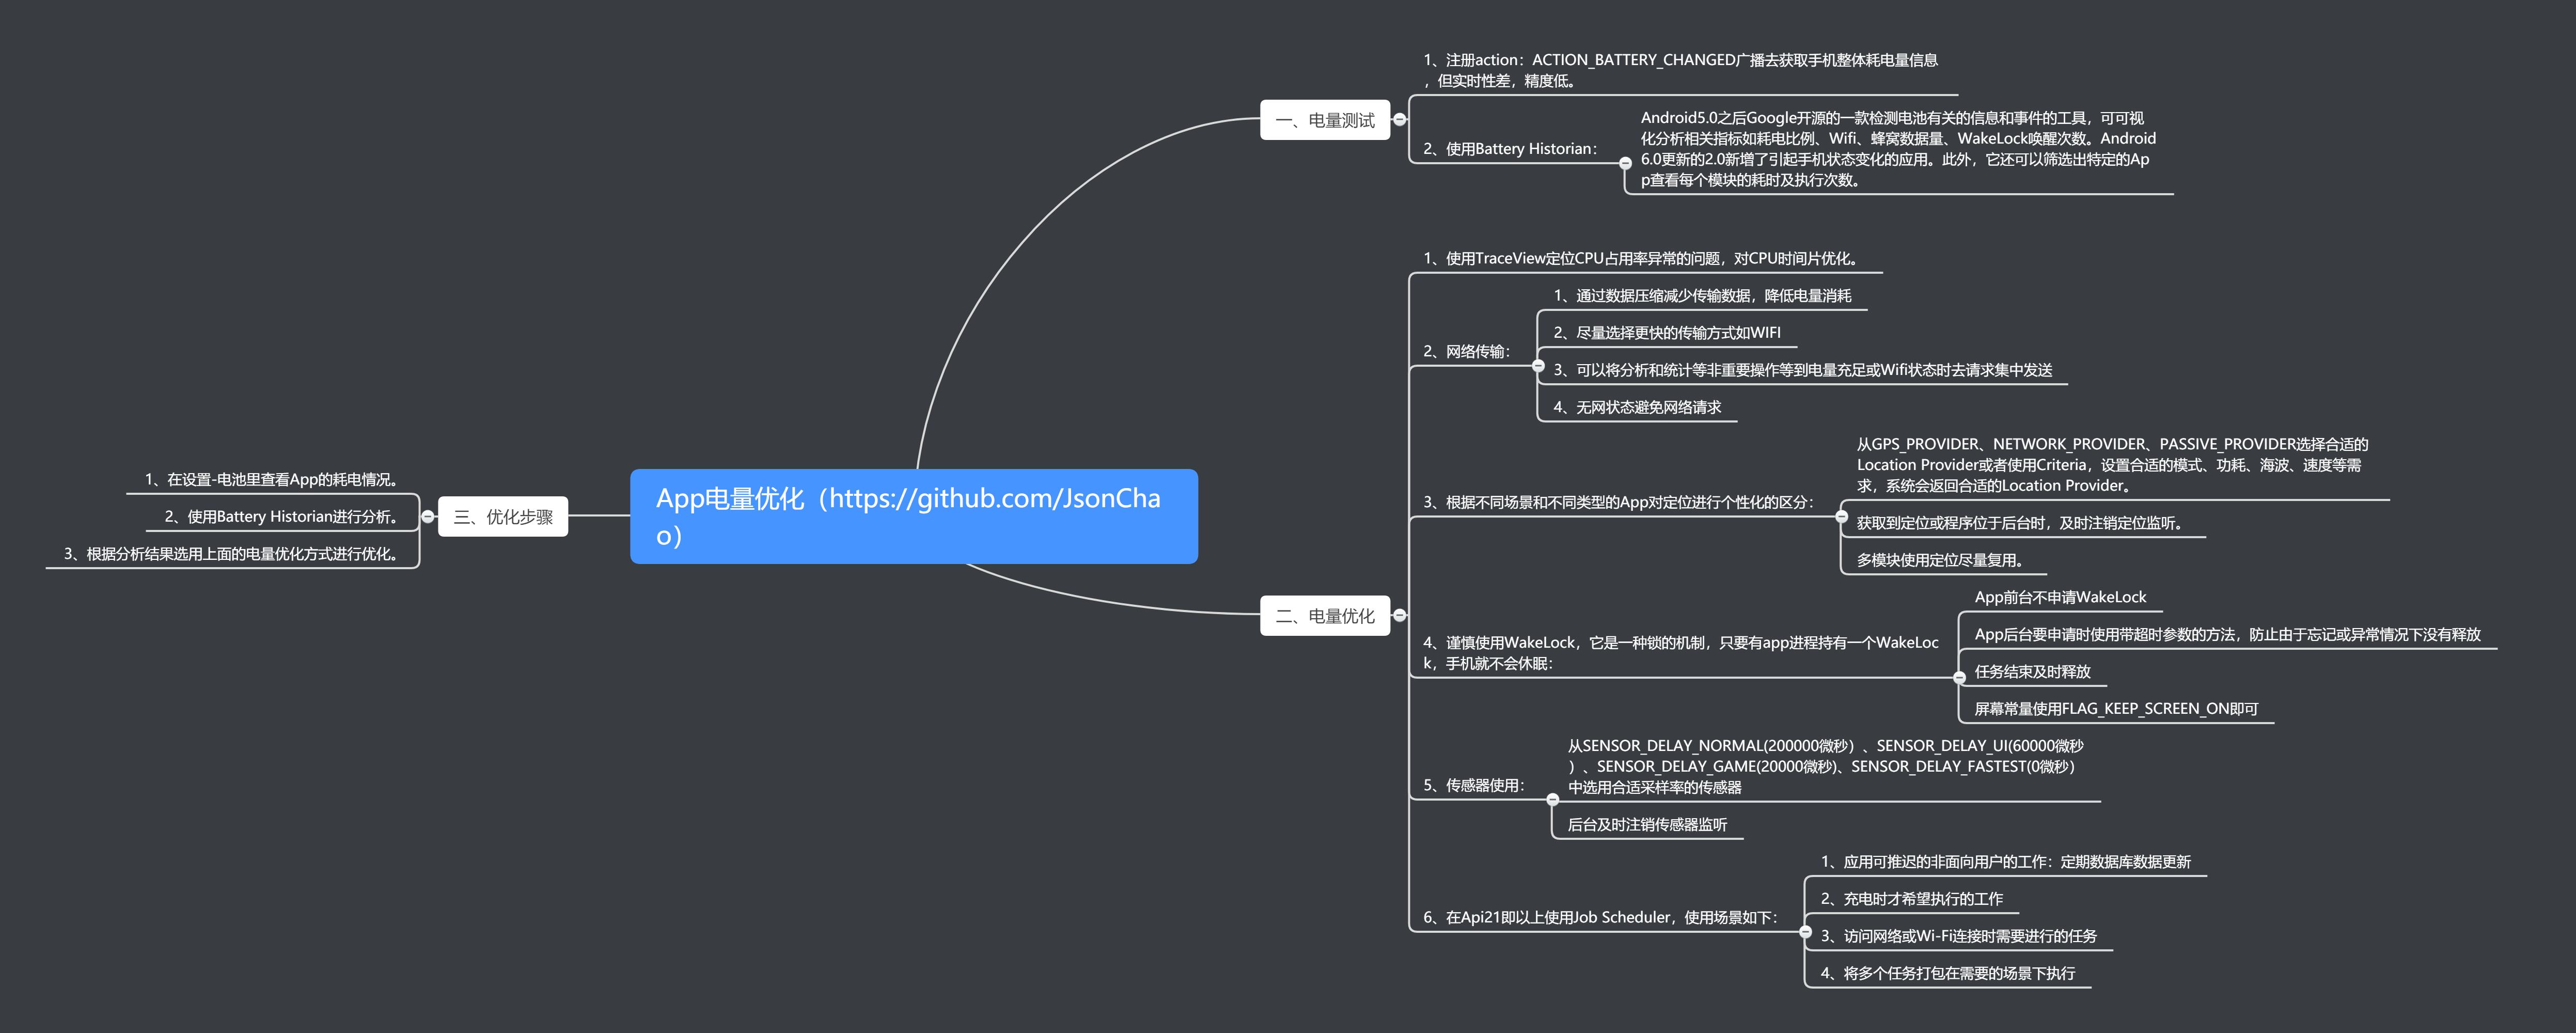 App电量优化（https://github.com/JsonCha
o）
一、电量测试
1、注册action：ACTION_BATTERY_CHANGED广播去获取手机整体耗电量信息
，但实时性差，精度低。
2、使用Battery Historian：
Android5.0之后Google开源的一款检测电池有关的信息和事件的工具，可可视
化分析相关指标如耗电比例、Wifi、蜂窝数据量、WakeLock唤醒次数。Android
6.0更新的2.0新增了引起手机状态变化的应用。此外，它还可以筛选出特定的Ap
p查看每个模块的耗时及执行次数。
二、电量优化
1、使用TraceView定位CPU占用率异常的问题，对CPU时间片优化。
2、网络传输：
1、通过数据压缩减少传输数据，降低电量消耗
2、尽量选择更快的传输方式如WIFI
3、可以将分析和统计等非重要操作等到电量充足或Wifi状态时去请求集中发送
4、无网状态避免网络请求
3、根据不同场景和不同类型的App对定位进行个性化的区分：
从GPS_PROVIDER、NETWORK_PROVIDER、PASSIVE_PROVIDER选择合适的
Location Provider或者使用Criteria，设置合适的模式、功耗、海波、速度等需
求，系统会返回合适的Location Provider。
获取到定位或程序位于后台时，及时注销定位监听。
多模块使用定位尽量复用。
4、谨慎使用WakeLock，它是一种锁的机制，只要有app进程持有一个WakeLoc
k，手机就不会休眠：
App前台不申请WakeLock
App后台要申请时使用带超时参数的方法，防止由于忘记或异常情况下没有释放
任务结束及时释放
屏幕常量使用FLAG_KEEP_SCREEN_ON即可
5、传感器使用：
从SENSOR_DELAY_NORMAL(200000微秒）、SENSOR_DELAY_UI(60000微秒
）、SENSOR_DELAY_GAME(20000微秒)、SENSOR_DELAY_FASTEST(0微秒）
中选用合适采样率的传感器
后台及时注销传感器监听
6、在Api21即以上使用Job Scheduler，使用场景如下：
1、应用可推迟的非面向用户的工作：定期数据库数据更新
2、充电时才希望执行的工作
3、访问网络或Wi-Fi连接时需要进行的任务
4、将多个任务打包在需要的场景下执行
三、优化步骤
1、在设置-电池里查看App的耗电情况。
2、使用Battery Historian进行分析。
3、根据分析结果选用上面的电量优化方式进行优化。